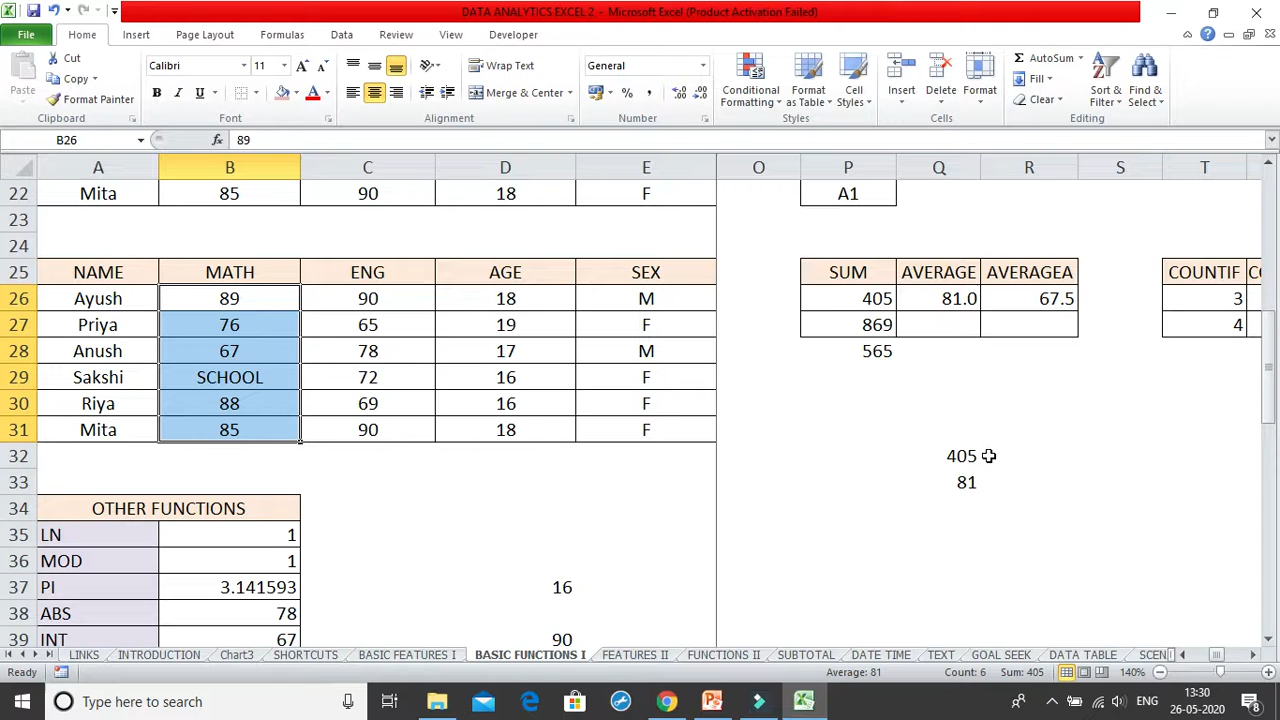 DATA ANALYTICS EXCEL 2 - Microsoft Excel (Product Activation Failed)
File Home Insert Page Layout Formulas Data Review View Developer
Cut Calibri 11 Wrap Text General AutoSum
Copy Fill
Paste Format Painter B I U A Merge & Center % Conditional Formatting Format as Table Cell Styles Insert Delete Format Clear Sort & Filter Find & Select
Clipboard Font Alignment Number Styles Cells Editing
B26 fx 89
A B C D E O P Q R S T
22 Mita 85 90 18 F A1
23
24
25 NAME MATH ENG AGE SEX SUM AVERAGE AVERAGEA COUNTIF
26 Ayush 89 90 18 M 405 81.0 67.5 3
27 Priya 76 65 19 F 869 4
28 Anush 67 78 17 M 565
29 Sakshi SCHOOL 72 16 F
30 Riya 88 69 16 F
31 Mita 85 90 18 F
32 405
33 81
34 OTHER FUNCTIONS
35 LN 1
36 MOD 1
37 PI 3.141593 16
38 ABS 78
39 INT 67 90
LINKS INTRODUCTION Chart3 SHORTCUTS BASIC FEATURES I BASIC FUNCTIONS I FEATURES II FUNCTIONS II SUBTOTAL DATE TIME TEXT GOAL SEEK DATA TABLE SCEN
Ready Average: 81 Count: 6 Sum: 405 140%
Type here to search ENG 13:30
26-05-2020 8